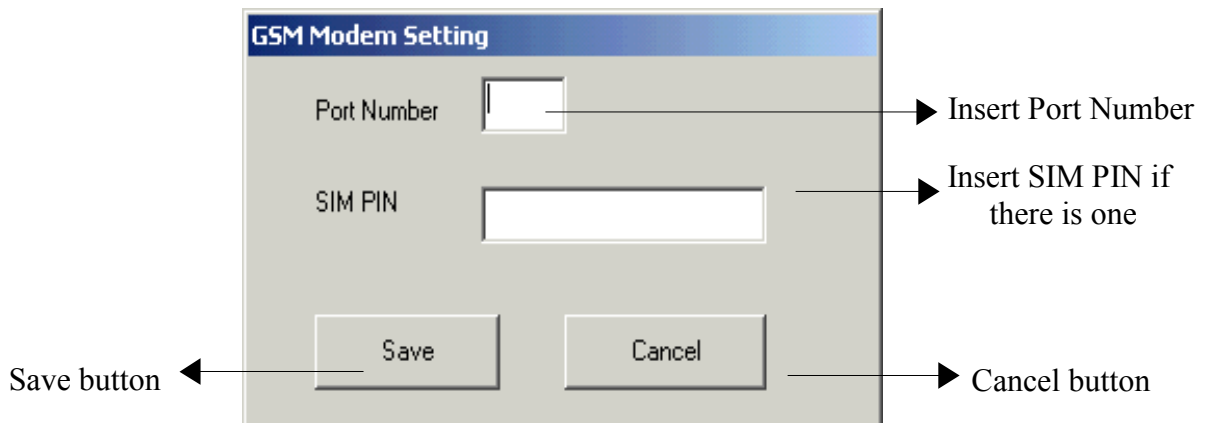 GSM Modem Setting
Port Number
Insert Port Number
SIM PIN
Insert SIM PIN if
there is one
Save
Cancel
Save button
Cancel button